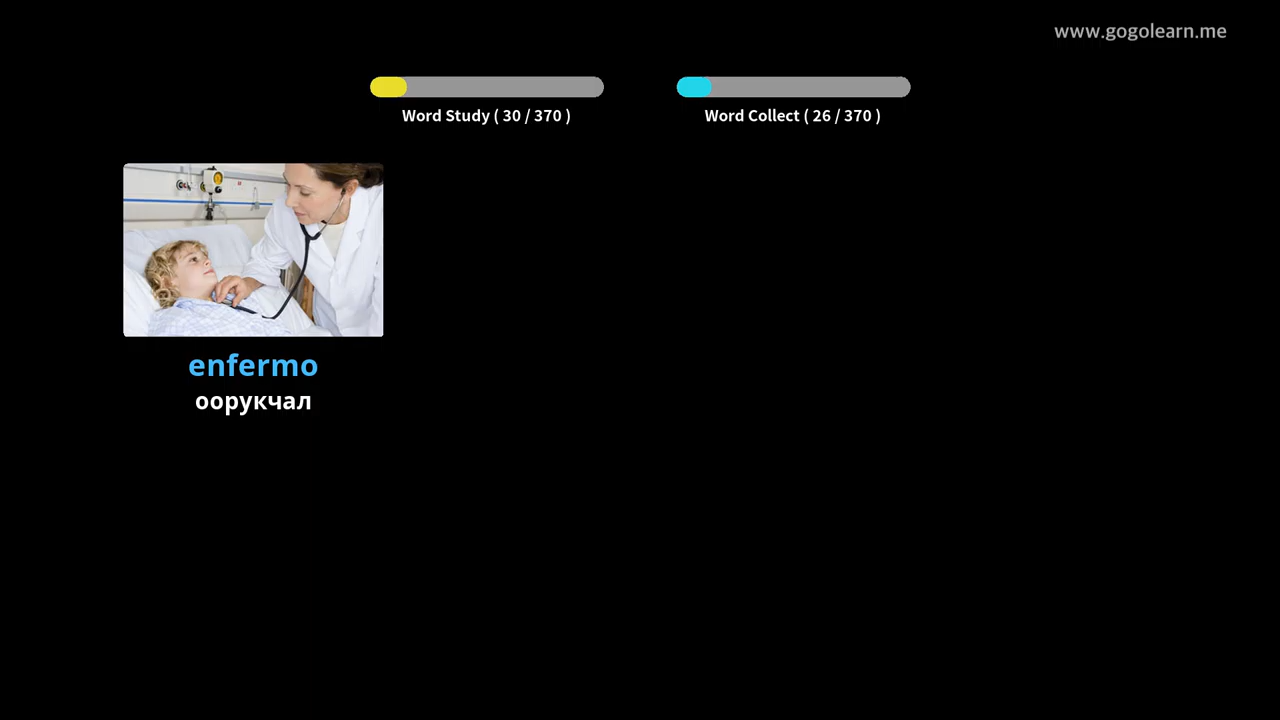 www.gogolearn.me
Word Study ( 30 / 370 )
Word Collect ( 26 / 370 )
enfermo
оорукчал